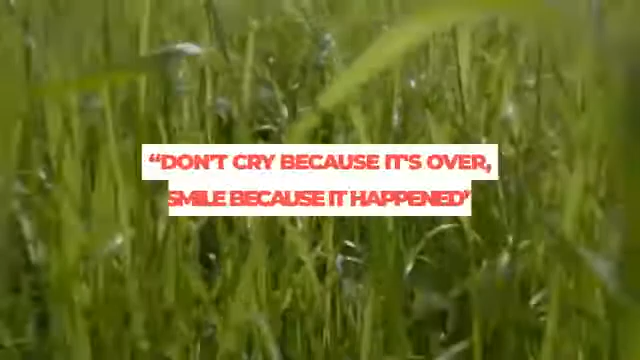 “DON'T CRY BECAUSE IT'S OVER,
SMILE BECAUSE IT HAPPENED”